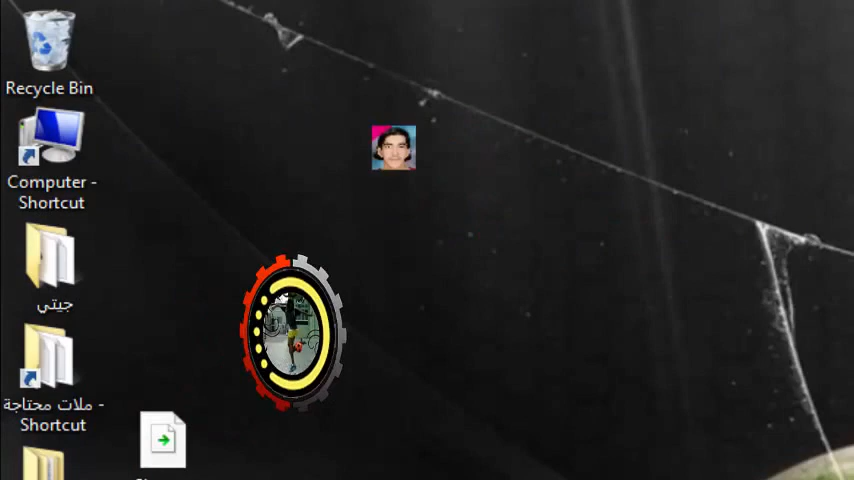 Recycle Bin
Computer -
Shortcut
جيتي
ملات محتاجة -
Shortcut